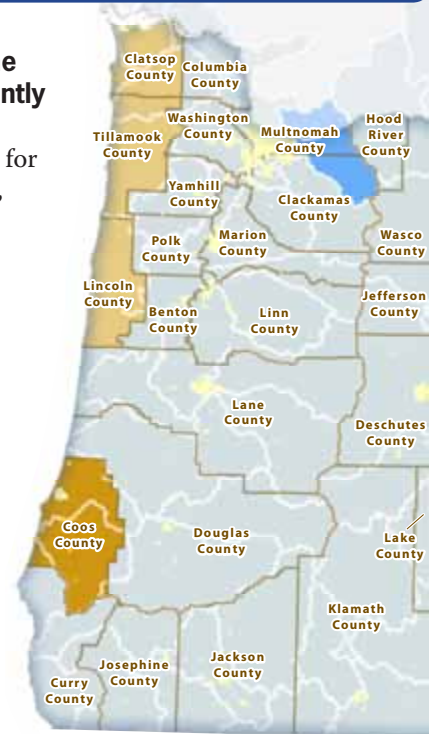 e
ntly
for
,
Clatsop
County
Columbia
County
Washington
County
Multnomah
County
Hood
River
County
Tillamook
County
Yamhill
County
Clackamas
County
Polk
County
Marion
County
Wasco
County
Lincoln
County
Benton
County
Linn
County
Jefferson
County
Lane
County
Deschutes
County
Coos
County
Douglas
County
Lake
County
Klamath
County
Josephine
County
Jackson
County
Curry
County